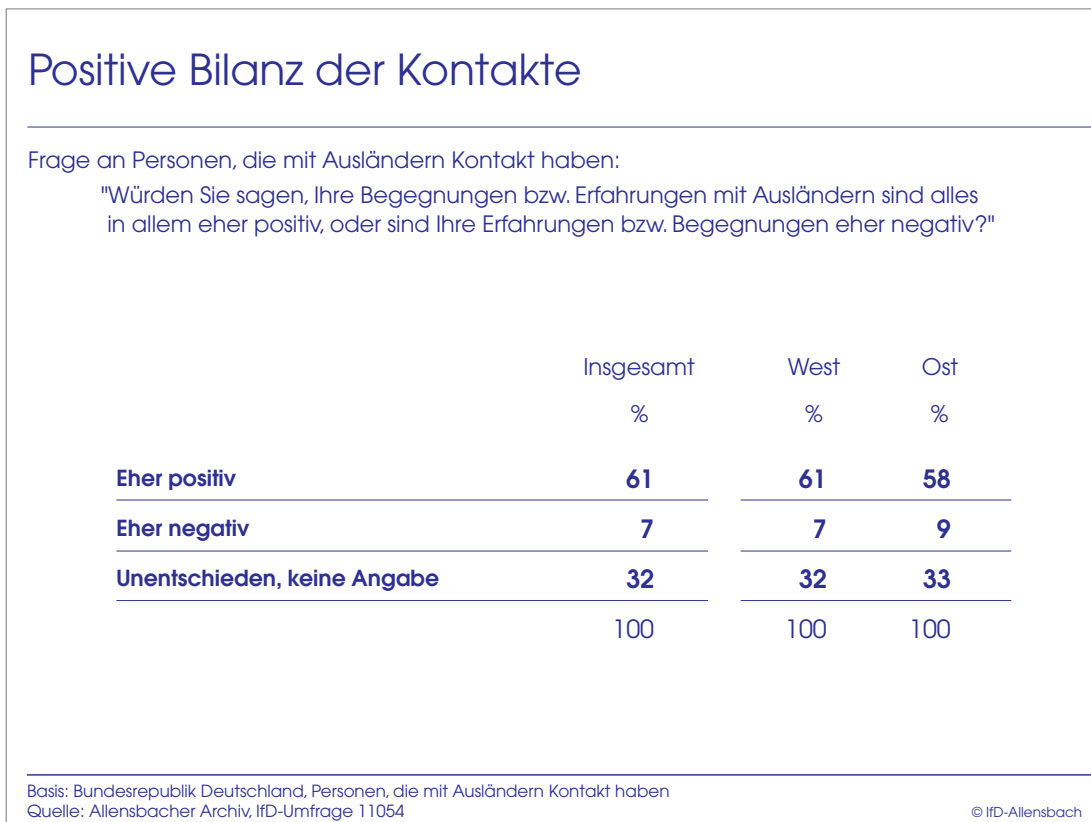 Positive Bilanz der Kontakte
Frage an Personen, die mit Ausländern Kontakt haben:
"Würden Sie sagen, Ihre Begegnungen bzw. Erfahrungen mit Ausländern sind alles
in allem eher positiv, oder sind Ihre Erfahrungen bzw. Begegnungen eher negativ?"
Insgesamt West Ost
% % %
Eher positiv 61 61 58
Eher negativ 7 7 9
Unentschieden, keine Angabe 32 32 33
100 100 100
Basis: Bundesrepublik Deutschland, Personen, die mit Ausländern Kontakt haben
Quelle: Allensbacher Archiv, IfD-Umfrage 11054 © IfD-Allensbach